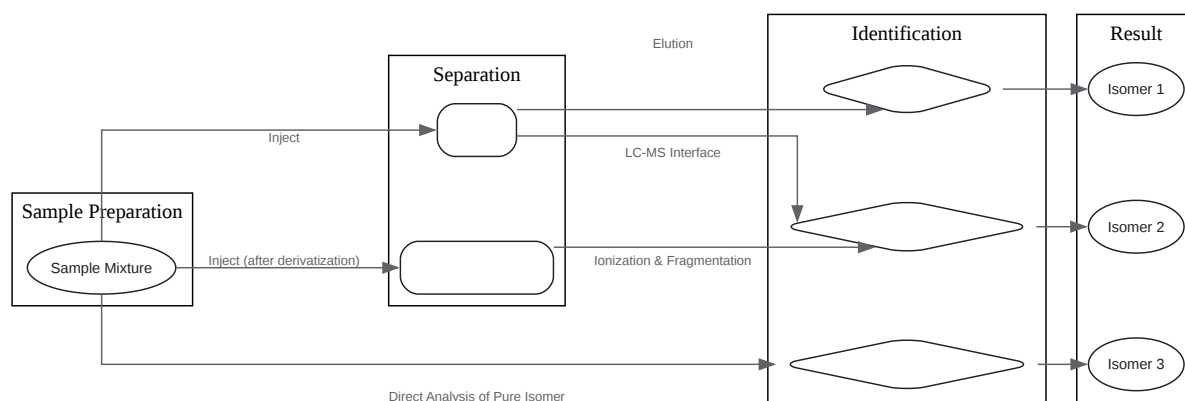 Identification
Result
Elution
Separation
Isomer 1
Inject
LC-MS Interface
Sample Preparation
Isomer 2
Sample Mixture
Inject (after derivatization)
Ionization & Fragmentation
Isomer 3
Direct Analysis of Pure Isomer